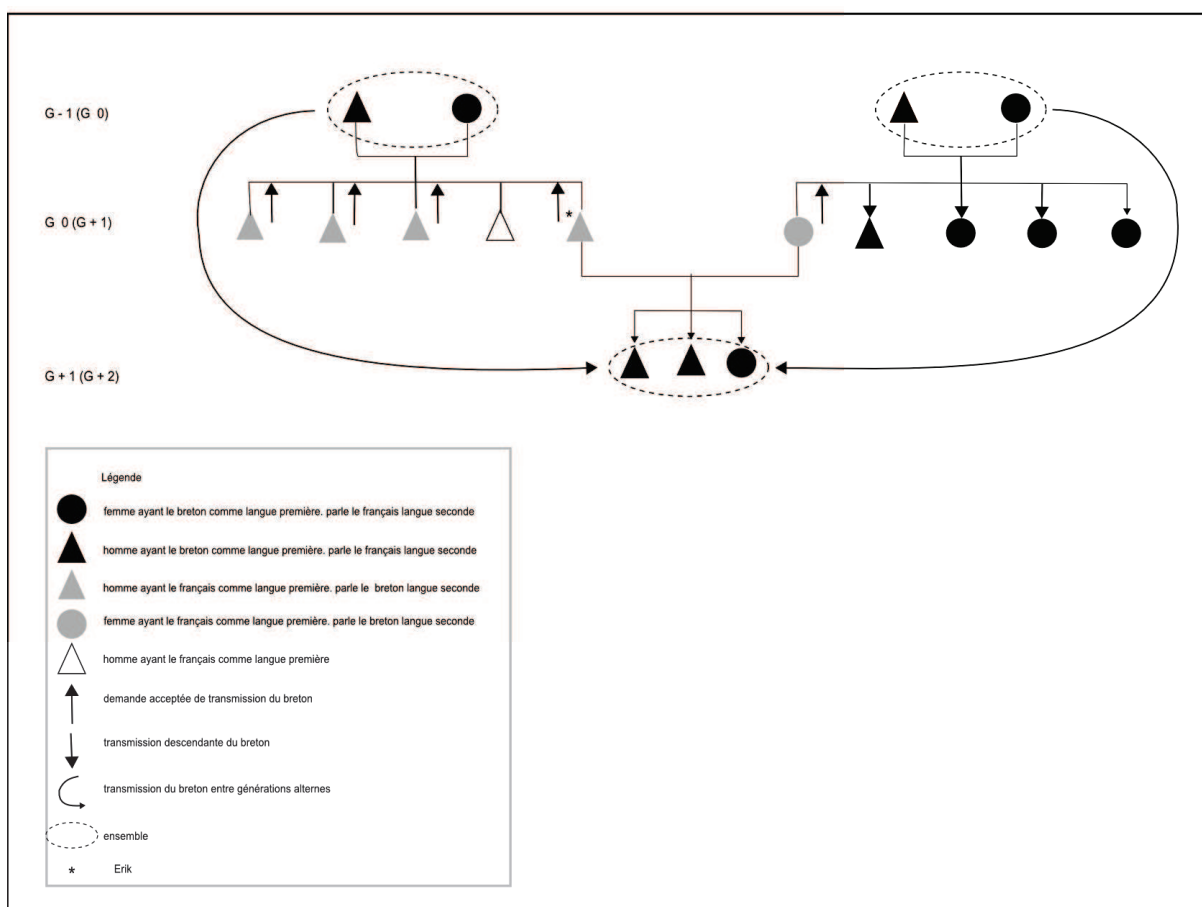 G - 1 (G 0)
G 0 (G + 1)
*
G + 1 (G + 2)
Légende
femme ayant le breton comme langue première. parle le français langue seconde
homme ayant le breton comme langue première. parle le français langue seconde
homme ayant le français comme langue première. parle le breton langue seconde
femme ayant le français comme langue première. parle le breton langue seconde
homme ayant le français comme langue première
demande acceptée de transmission du breton
transmission descendante du breton
transmission du breton entre générations alternes
ensemble
* Erik